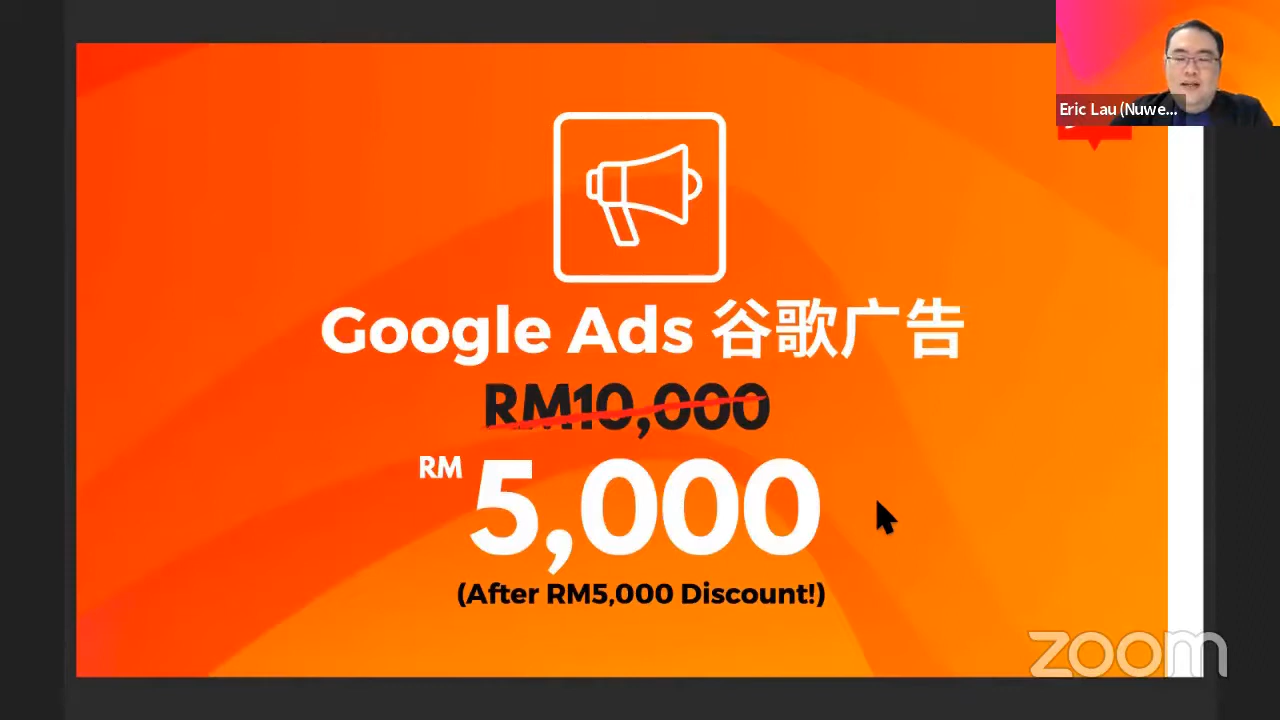 Eric Lau (Nuwe...
Google Ads 谷歌广告
RM10,000
RM 5,000
(After RM5,000 Discount!)
zoom